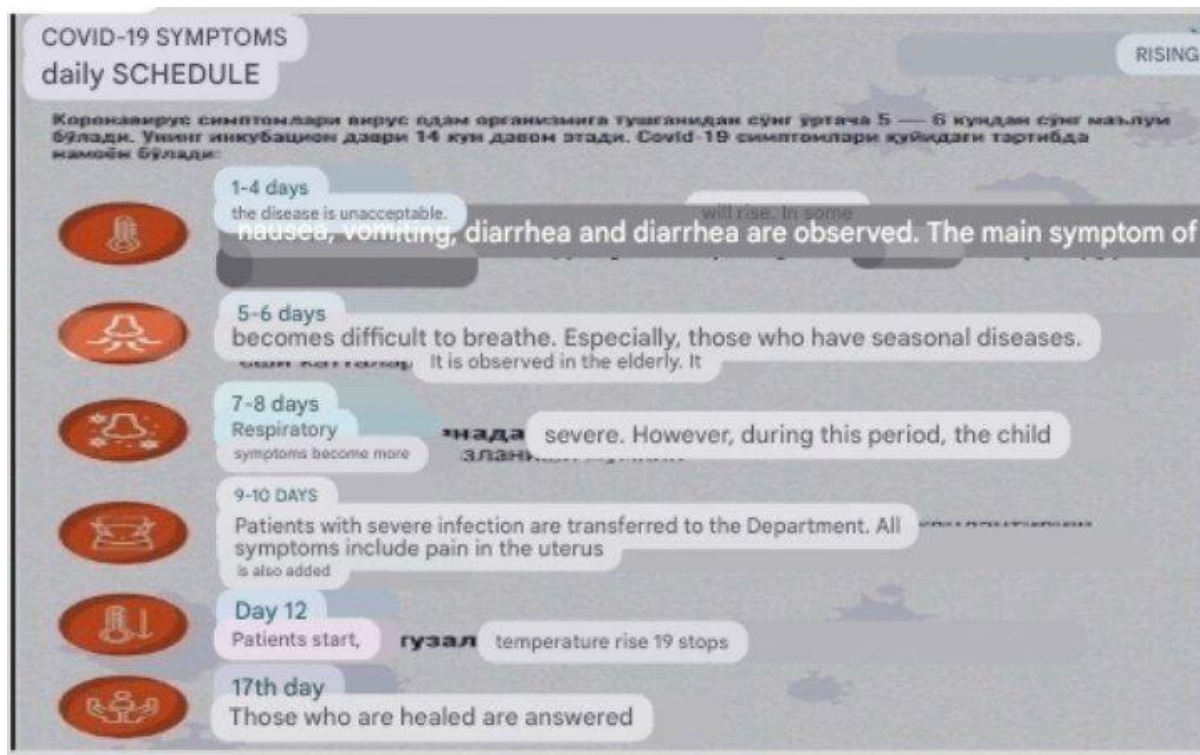 COVID-19 SYMPTOMS
daily SCHEDULE
RISING
Коронавирус симптомлари вирус одам организмига тушганидан сўнг ўртача 5 — 6 кундан сўнг маълум
бўлади. Унинг инкубацион даври 14 кун давом этади. Covid-19 симптомлари қуйидаги тартибда
намоён бўлади:
1-4 days
the disease is unacceptable. will rise. In some
nausea, vomiting, diarrhea and diarrhea are observed. The main symptom of
5-6 days
becomes difficult to breathe. Especially, those who have seasonal diseases.
It is observed in the elderly. It
7-8 days
Respiratory
severe. However, during this period, the child
symptoms become more
9-10 DAYS
Patients with severe infection are transferred to the Department. All
symptoms include pain in the uterus
is also added
Day 12
Patients start, гузал temperature rise 19 stops
17th day
Those who are healed are answered